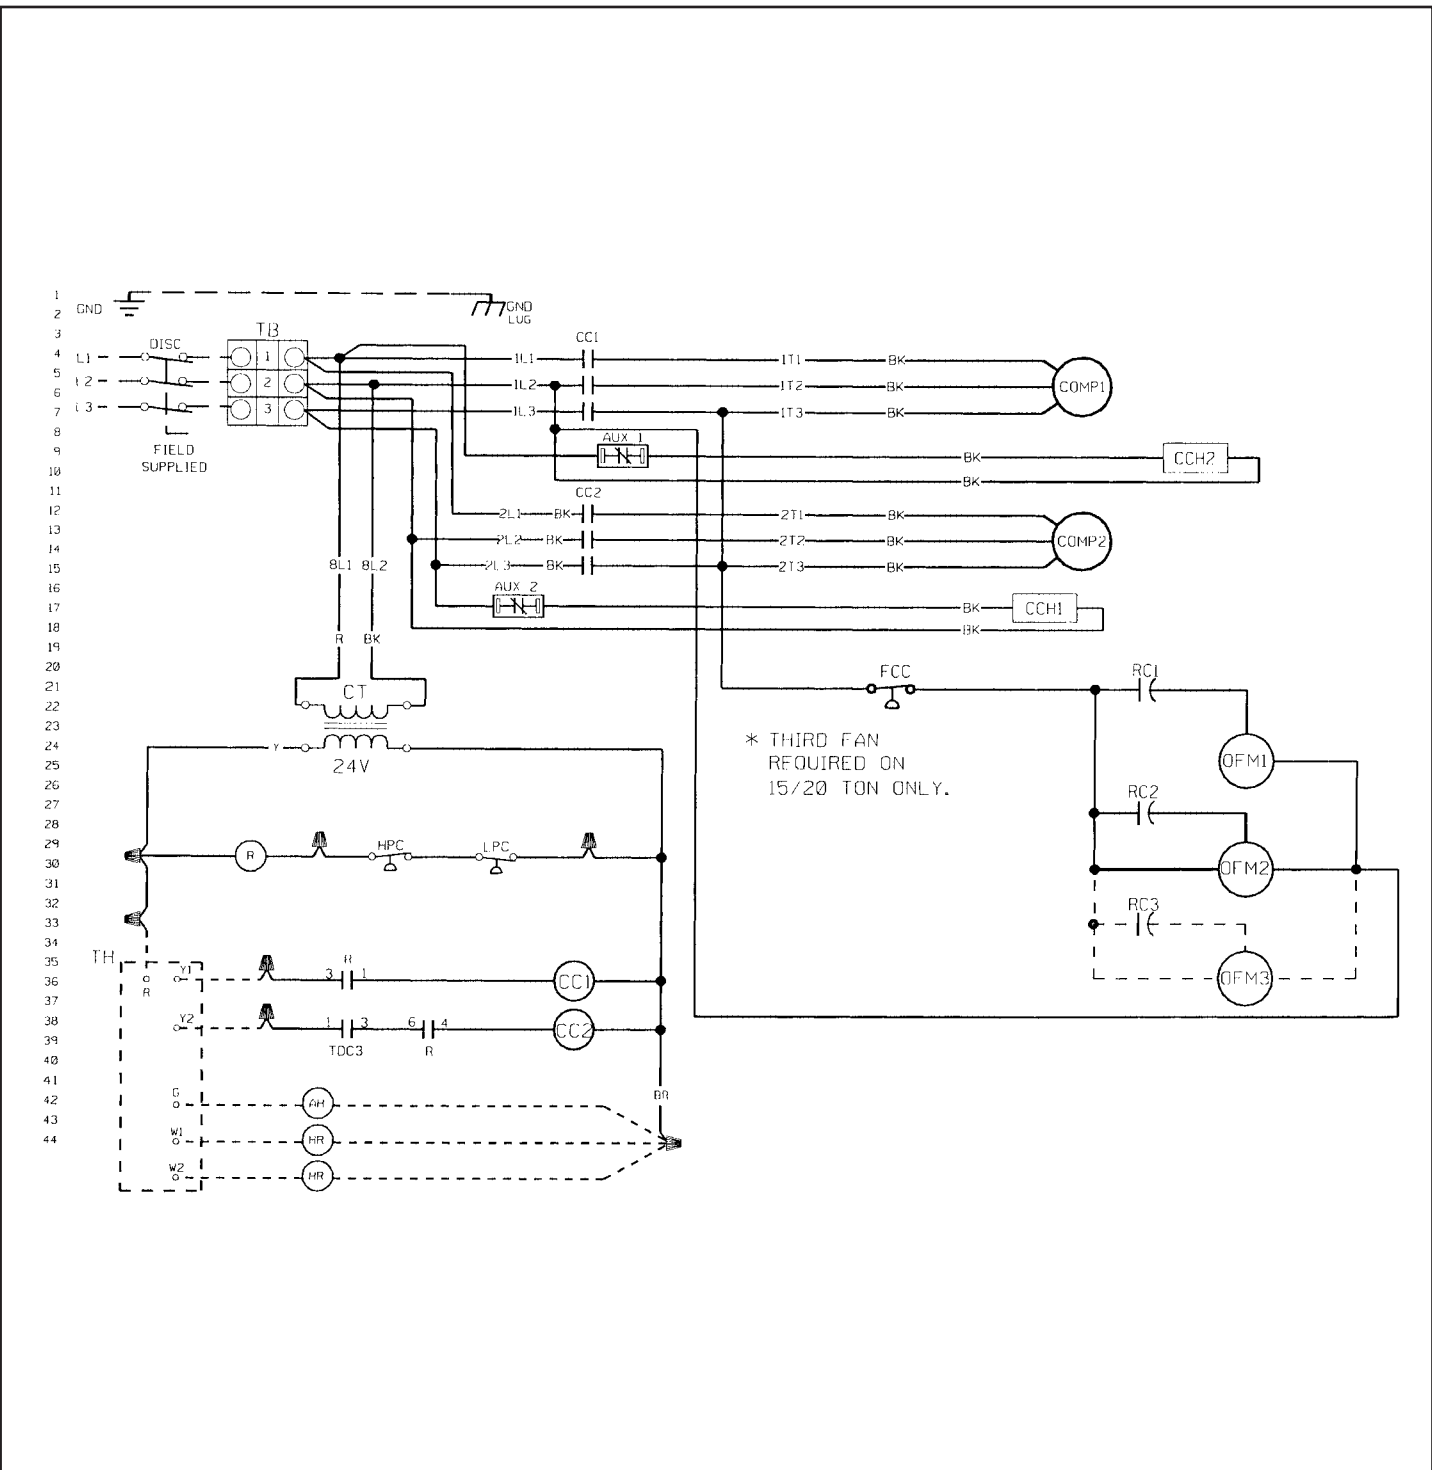 1
2
3
4
5
6
7
8
9
10
11
12
13
14
15
16
17
18
19
20
21
22
23
24
25
26
27
28
29
30
31
32
33
34
35
36
37
38
39
40
41
42
43
44
GND
GND
LUG
DISC
TB
1
2
3
L1
L2
L3
FIELD
SUPPLIED
CC1
1L1
1T1
BK
1L2
1T2
BK
1L3
1T3
BK
COMP1
AUX 1
BK
CCH2
BK
CC2
2L1
BK
2T1
BK
2L2
BK
2T2
BK
2L3
BK
2T3
BK
COMP2
8L1
8L2
AUX 2
BK
CCH1
BK
R
BK
CT
Y
24V
FCC
RC1
OFM1
* THIRD FAN
REQUIRED ON
15/20 TON ONLY.
RC2
OFM2
RC3
OFM3
R
HPC
LPC
TH
R
Y1
3
R
1
CC1
Y2
1
3
TDC3
6
4
R
CC2
BR
G
AH
W1
HR
W2
HR